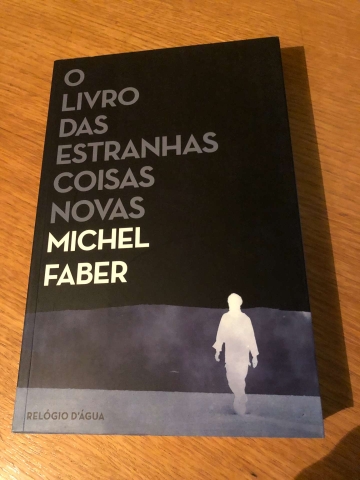 O
LIVRO
DAS
ESTRANHAS
COISAS
NOVAS
MICHEL
FABER
RELÓGIO D'ÁGUA